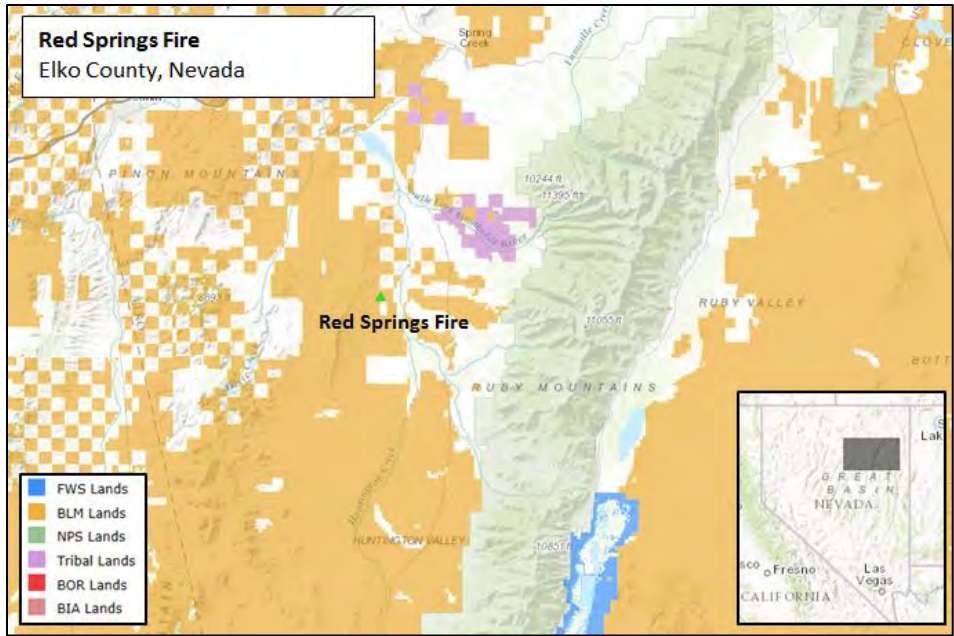 Red Springs Fire
Elko County, Nevada
Spring
Creek
PINON MOUNTAINS
10244 ft
11395 ft
Red Springs Fire
RUBY VALLEY
11055 ft
RUBY MOUNTAINS
HUNTINGTON VALLEY
10851 ft
FWS Lands
BLM Lands
NPS Lands
Tribal Lands
BOR Lands
BIA Lands
Lak
GREAT
BASIN
NEVADA
sco
Fresno
Las
Vegas
CALIFORNIA